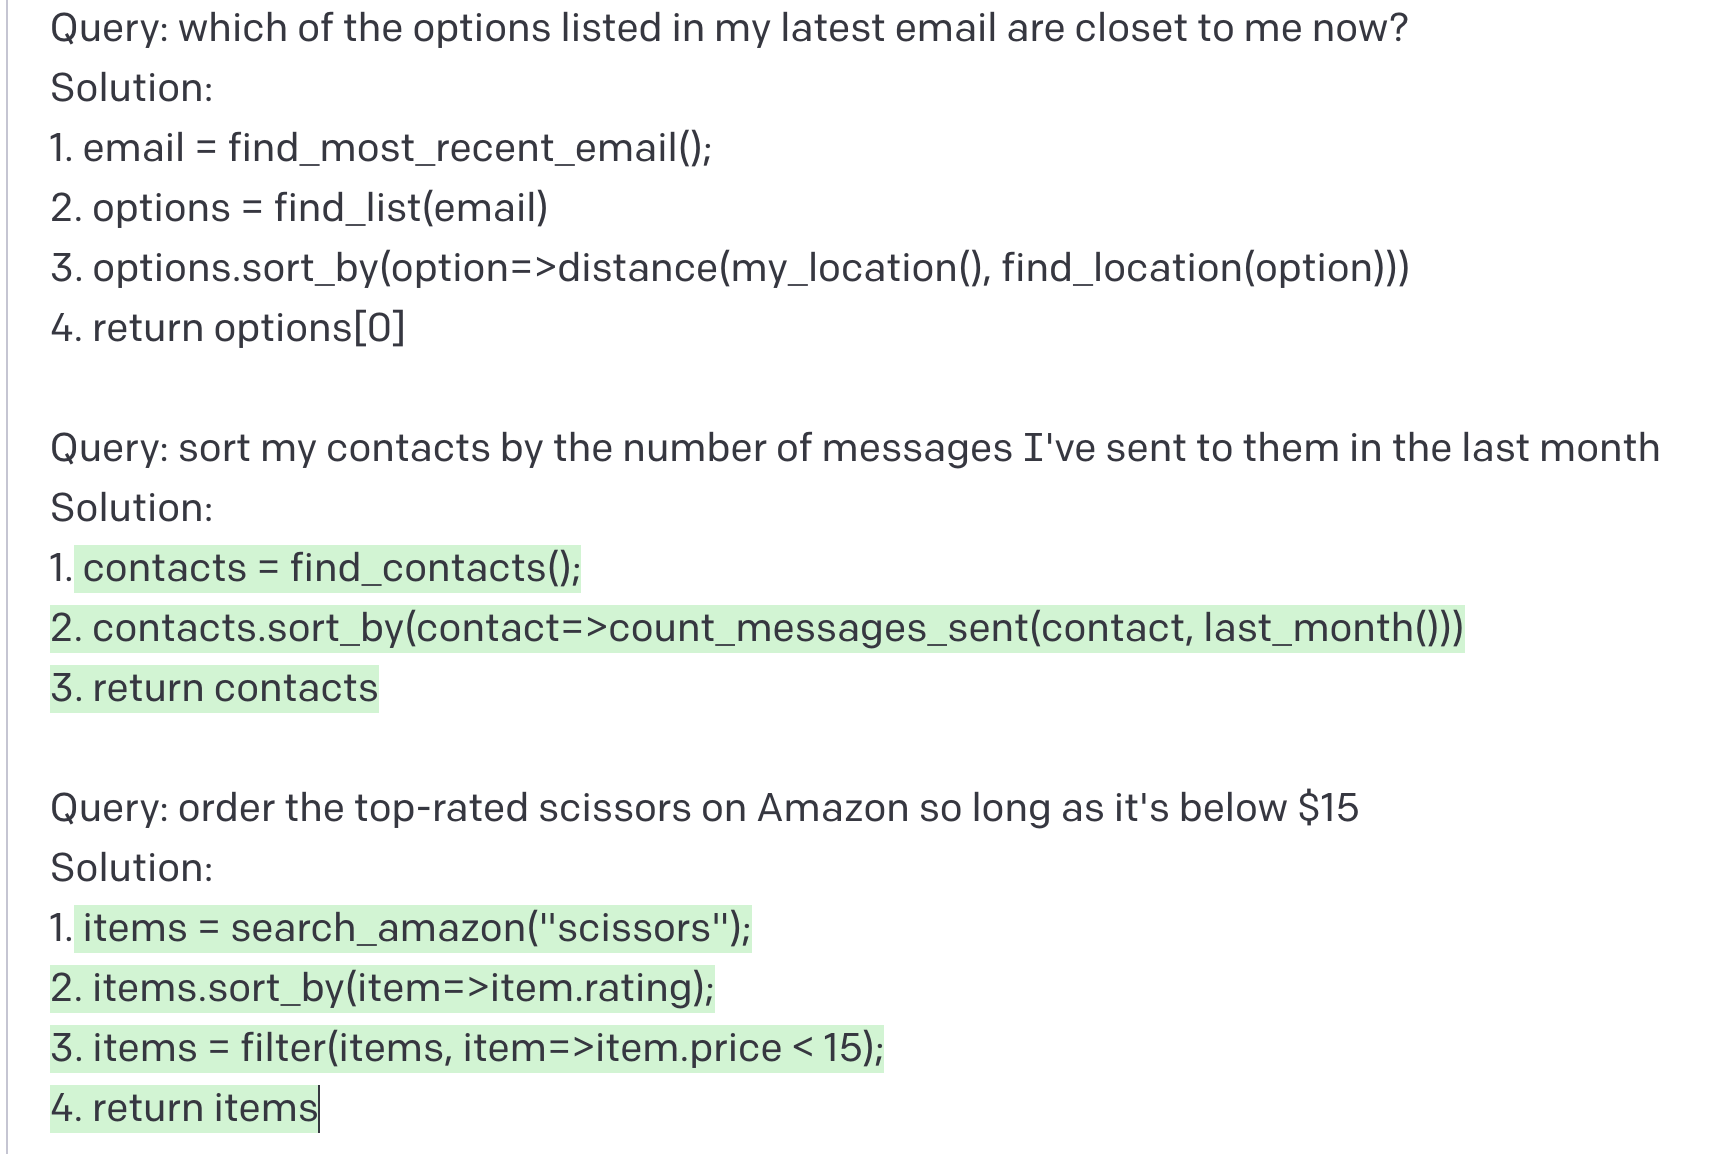 Query: which of the options listed in my latest email are closet to me now?
Solution:
1. email = find_most_recent_email();
2. options = find_list(email)
3. options.sort_by(option=>distance(my_location(), find_location(option)))
4. return options[0]
Query: sort my contacts by the number of messages I've sent to them in the last month
Solution:
1. contacts = find_contacts();
2. contacts.sort_by(contact=>count_messages_sent(contact, last_month()))
3. return contacts
Query: order the top-rated scissors on Amazon so long as it's below $15
Solution:
1. items = search_amazon("scissors");
2. items.sort_by(item=>item.rating);
3. items = filter(items, item=>item.price < 15);
4. return items